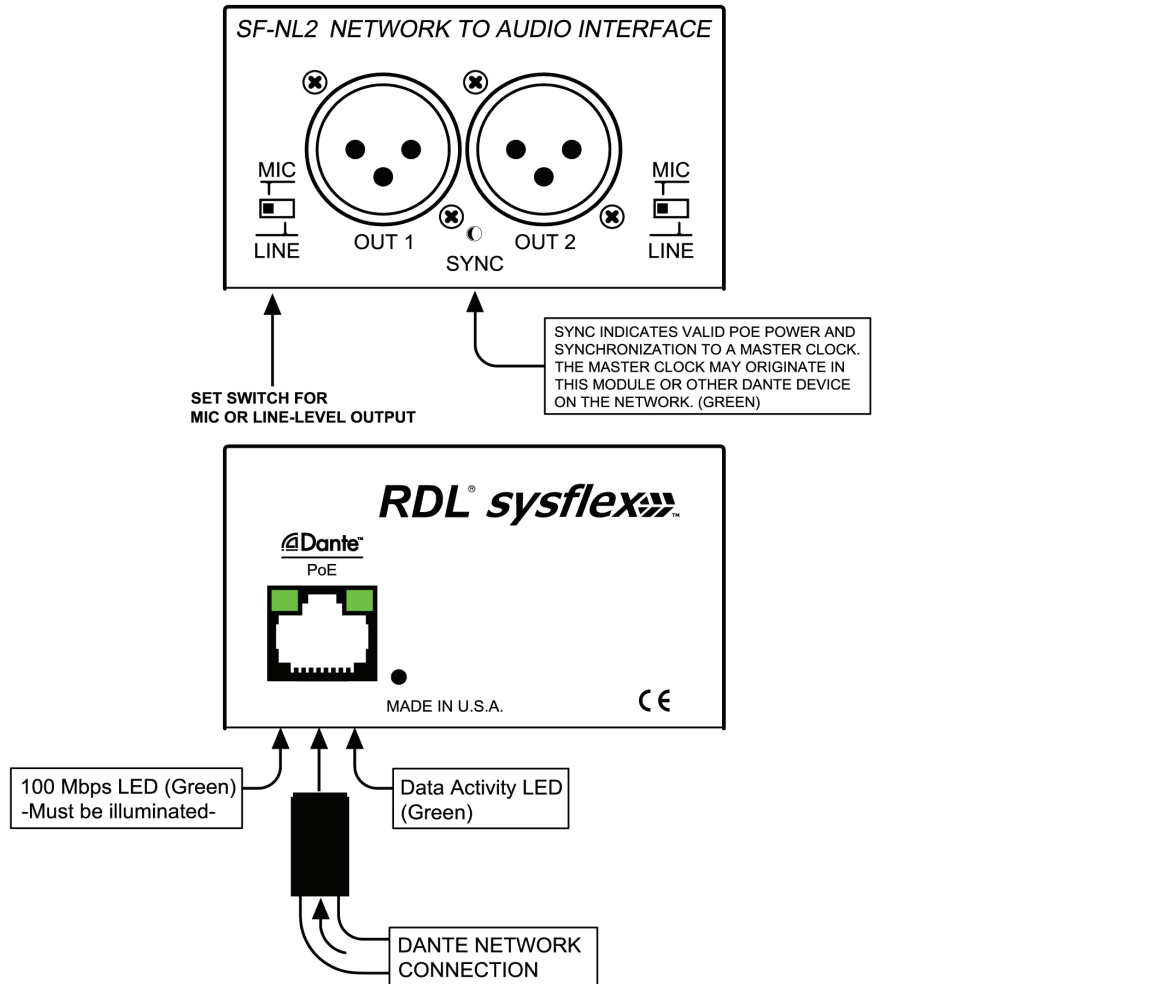 SF-NL2 NETWORK TO AUDIO INTERFACE
MIC
LINE
OUT 1
SYNC
OUT 2
MIC
LINE
SET SWITCH FOR
MIC OR LINE-LEVEL OUTPUT
SYNC INDICATES VALID POE POWER AND
SYNCHRONIZATION TO A MASTER CLOCK.
THE MASTER CLOCK MAY ORIGINATE IN
THIS MODULE OR OTHER DANTE DEVICE
ON THE NETWORK. (GREEN)
RDL® sysflex™
Dante™
PoE
MADE IN U.S.A.
CE
100 Mbps LED (Green)
-Must be illuminated-
Data Activity LED
(Green)
DANTE NETWORK
CONNECTION